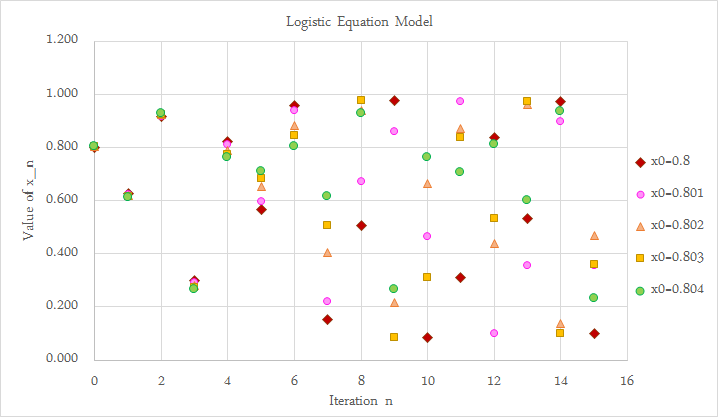 Logistic Equation Model
1.200
1.000
0.800
0.600
0.400
0.200
0.000
Value of x_n
0 2 4 6 8 10 12 14 16
Iteration n
x0=0.8
x0=0.801
x0=0.802
x0=0.803
x0=0.804